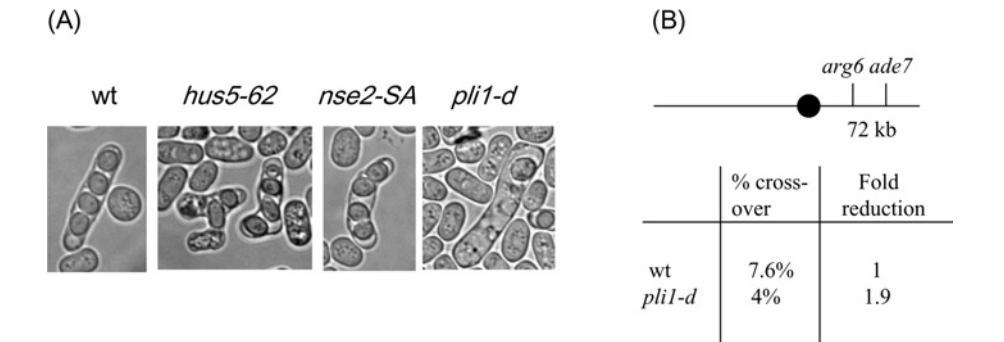 (A)
wt hus5-62 nse2-SA pli1-d
(B)
arg6 ade7
72 kb
% cross-over Fold reduction
wt 7.6% 1
pli1-d 4% 1.9